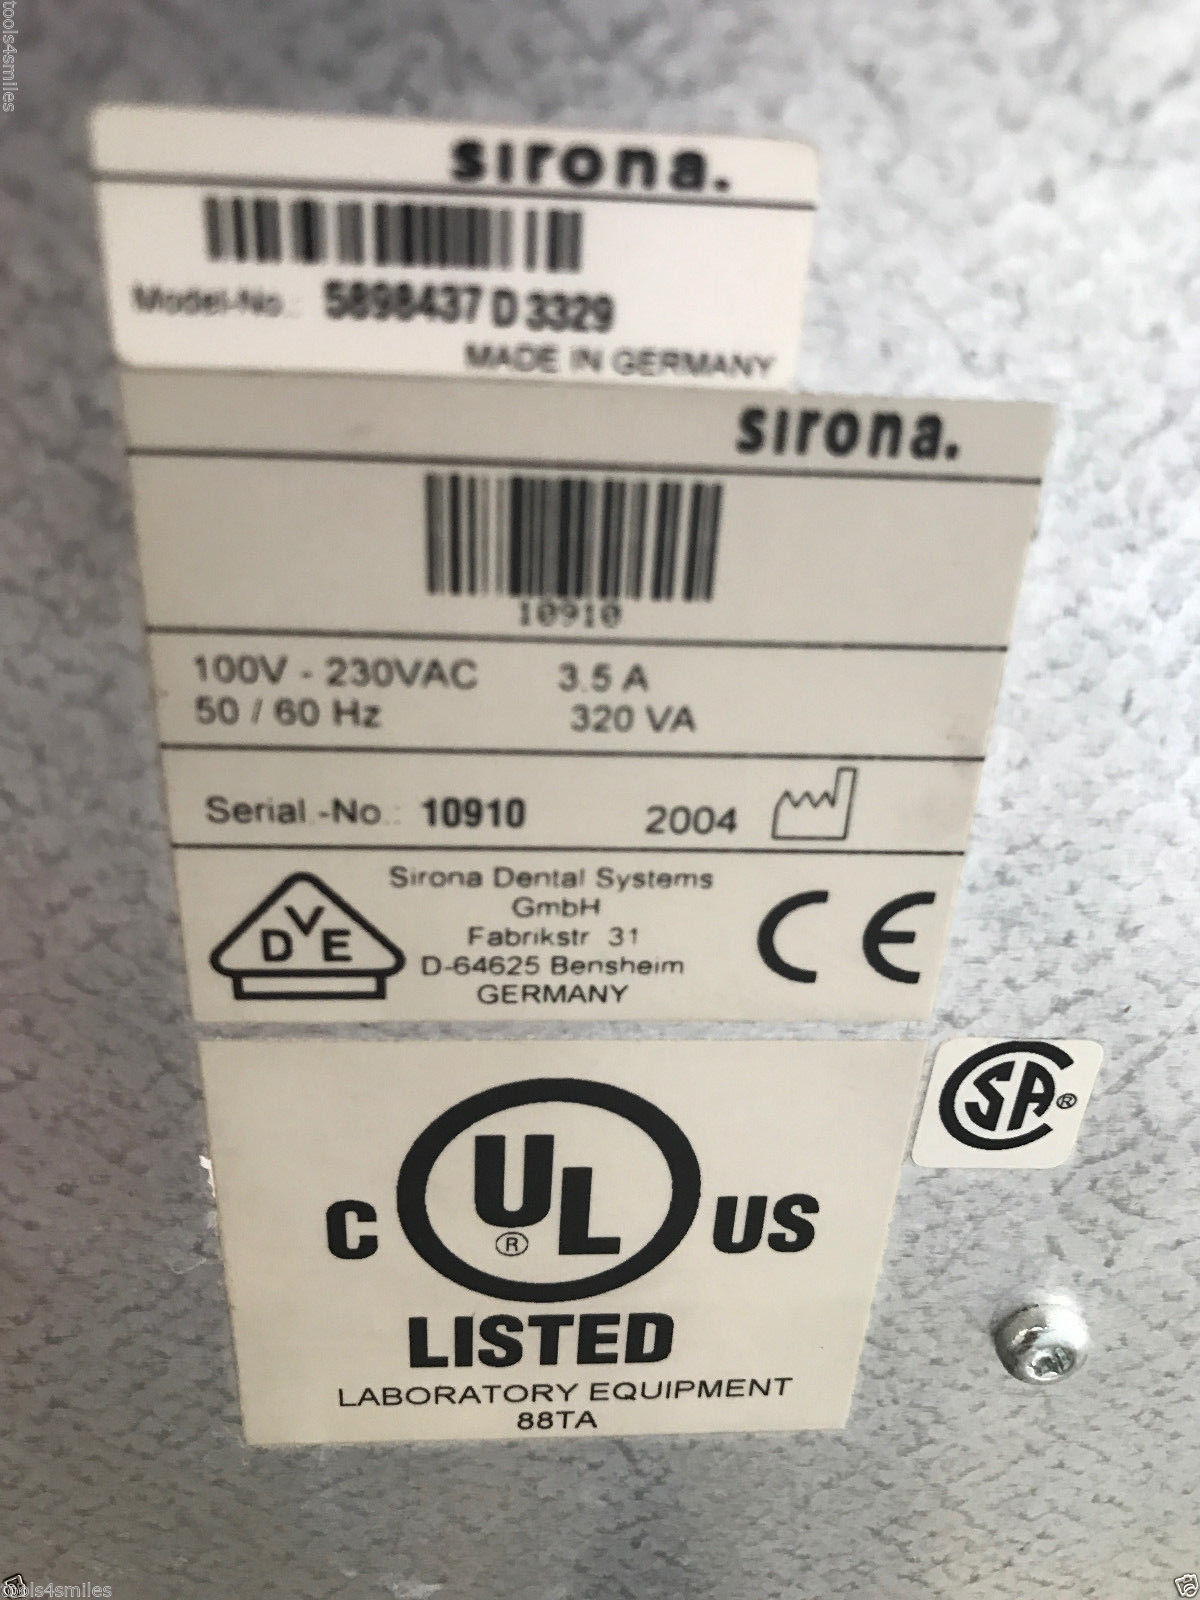 tools4smiles
sirona.
Model-No.: 5898437 D 3329
MADE IN GERMANY
sirona.
10910
100V - 230VAC 3.5 A
50 / 60 Hz 320 VA
Serial.-No.: 10910 2004
DVE
Sirona Dental Systems
GmbH
Fabrikstr 31
D-64625 Bensheim
GERMANY
CE
CSA®
C UL® US
LISTED
LABORATORY EQUIPMENT
88TA
tools4smiles